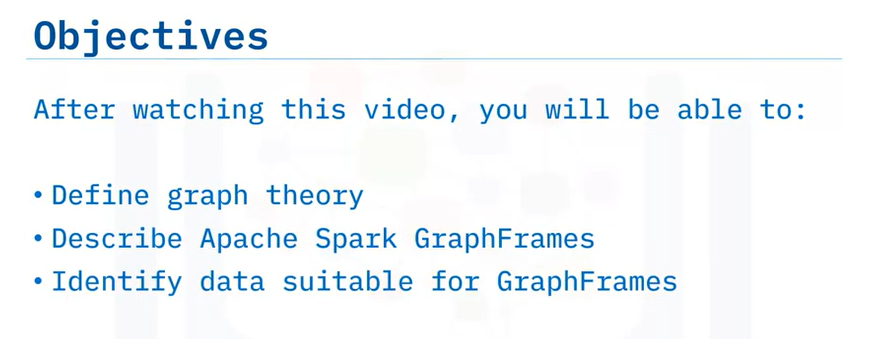 Objectives
After watching this video, you will be able to:
• Define graph theory
• Describe Apache Spark GraphFrames
• Identify data suitable for GraphFrames